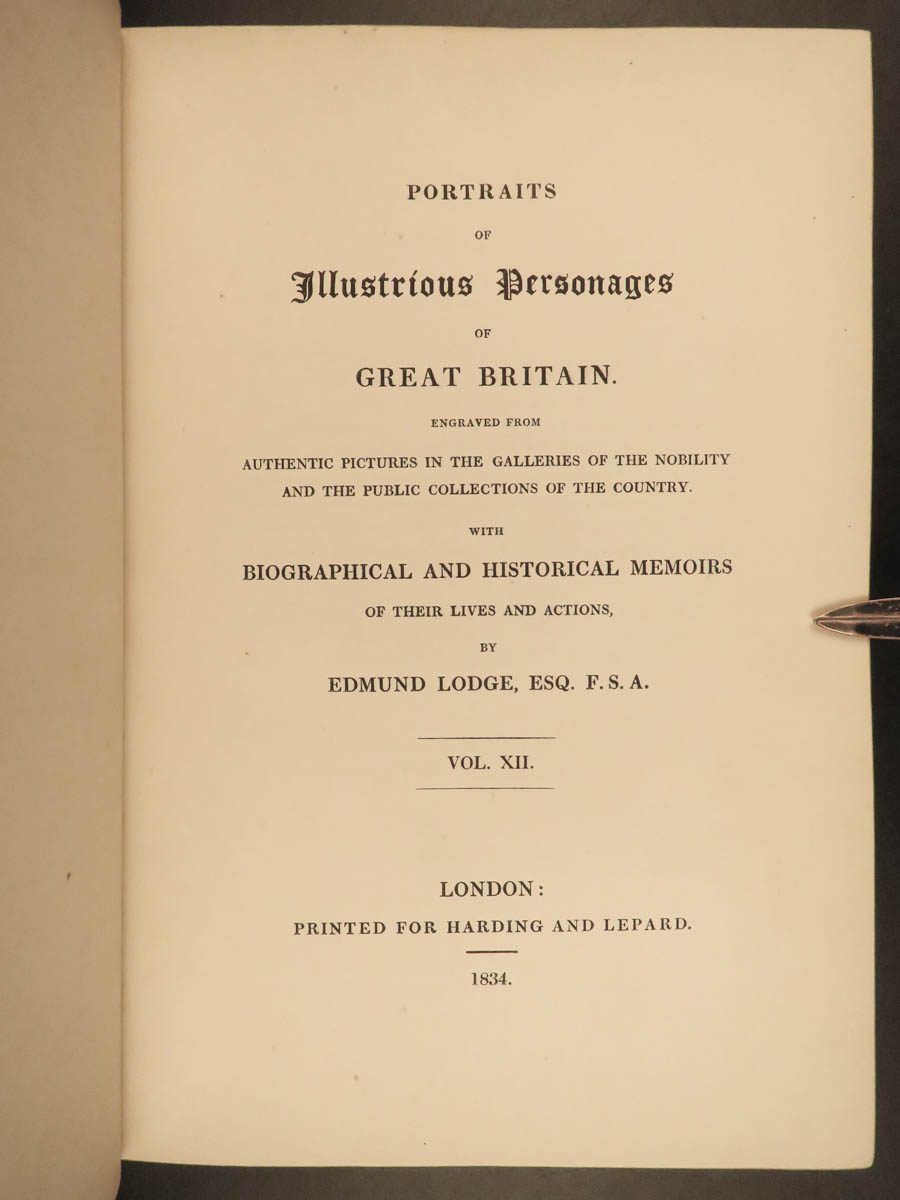 PORTRAITS
OF
Illustrious Personages
OF
GREAT BRITAIN.
ENGRAVED FROM
AUTHENTIC PICTURES IN THE GALLERIES OF THE NOBILITY
AND THE PUBLIC COLLECTIONS OF THE COUNTRY.
WITH
BIOGRAPHICAL AND HISTORICAL MEMOIRS
OF THEIR LIVES AND ACTIONS,
BY
EDMUND LODGE, ESQ. F. S. A.
VOL. XII.
LONDON:
PRINTED FOR HARDING AND LEPARD.
1834.